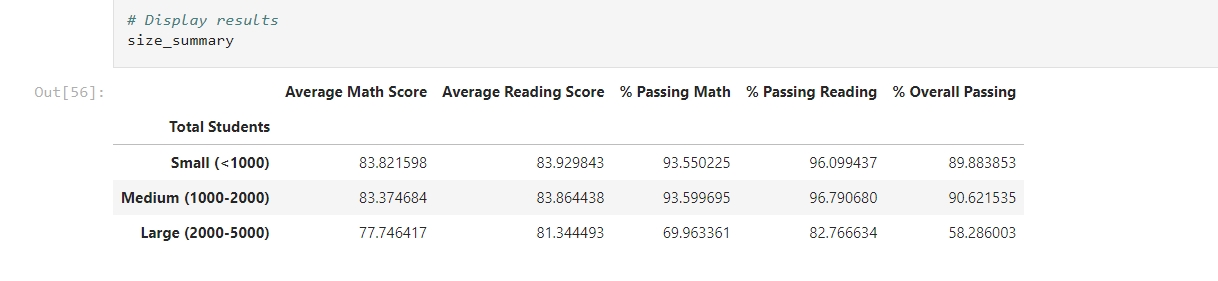 # Display results
size_summary
Out[56]:
Average Math Score Average Reading Score % Passing Math % Passing Reading % Overall Passing
Total Students
Small (<1000) 83.821598 83.929843 93.550225 96.099437 89.883853
Medium (1000-2000) 83.374684 83.864438 93.599695 96.790680 90.621535
Large (2000-5000) 77.746417 81.344493 69.963361 82.766634 58.286003